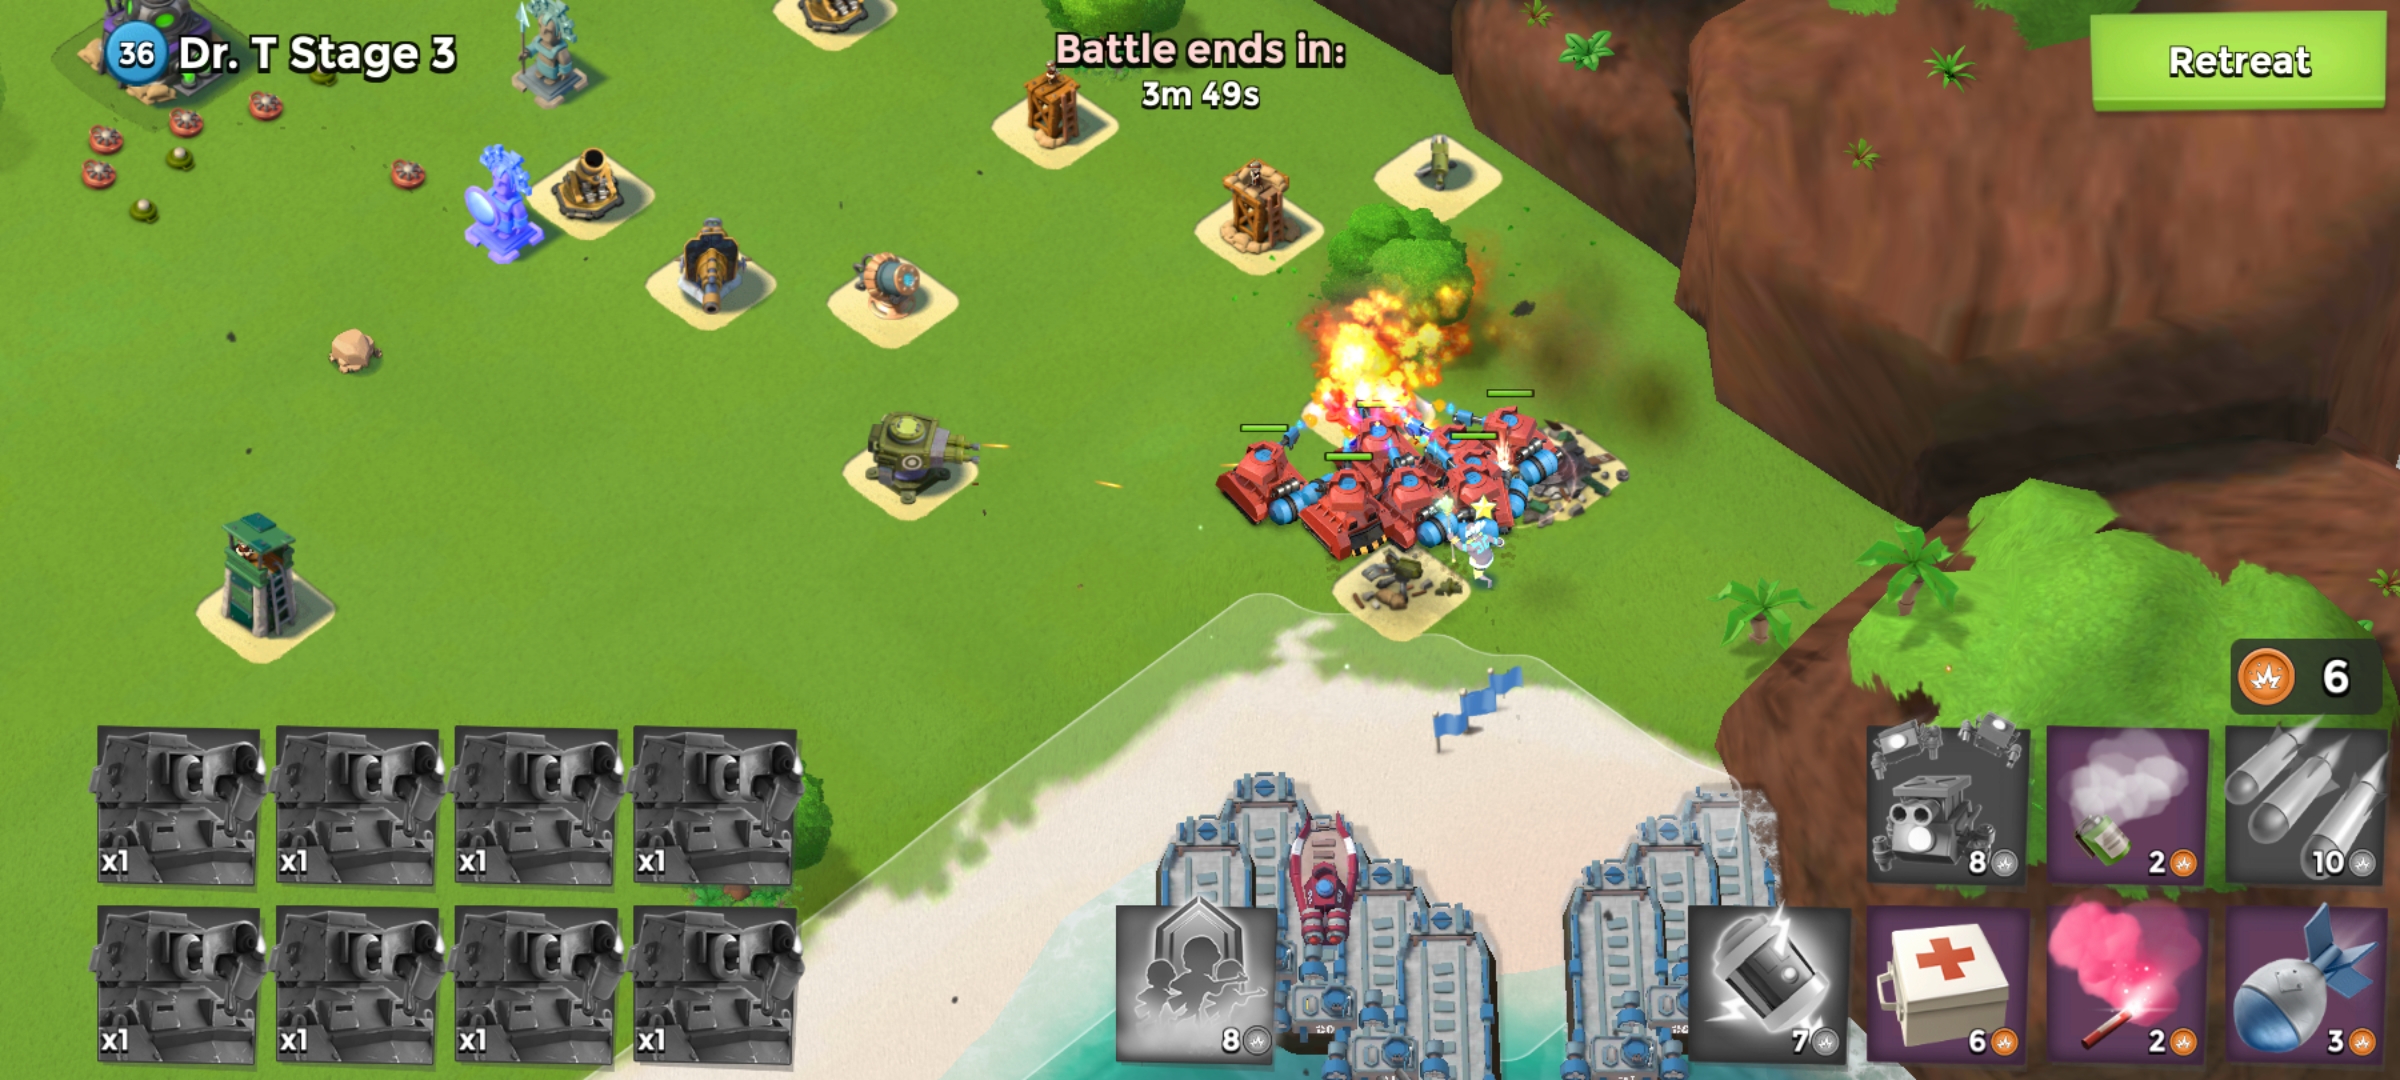 36 Dr. T Stage 3
Battle ends in:
3m 49s
Retreat
6
x1 x1 x1 x1
8 2 10
x1 x1 x1 x1
8 7 6 2 3